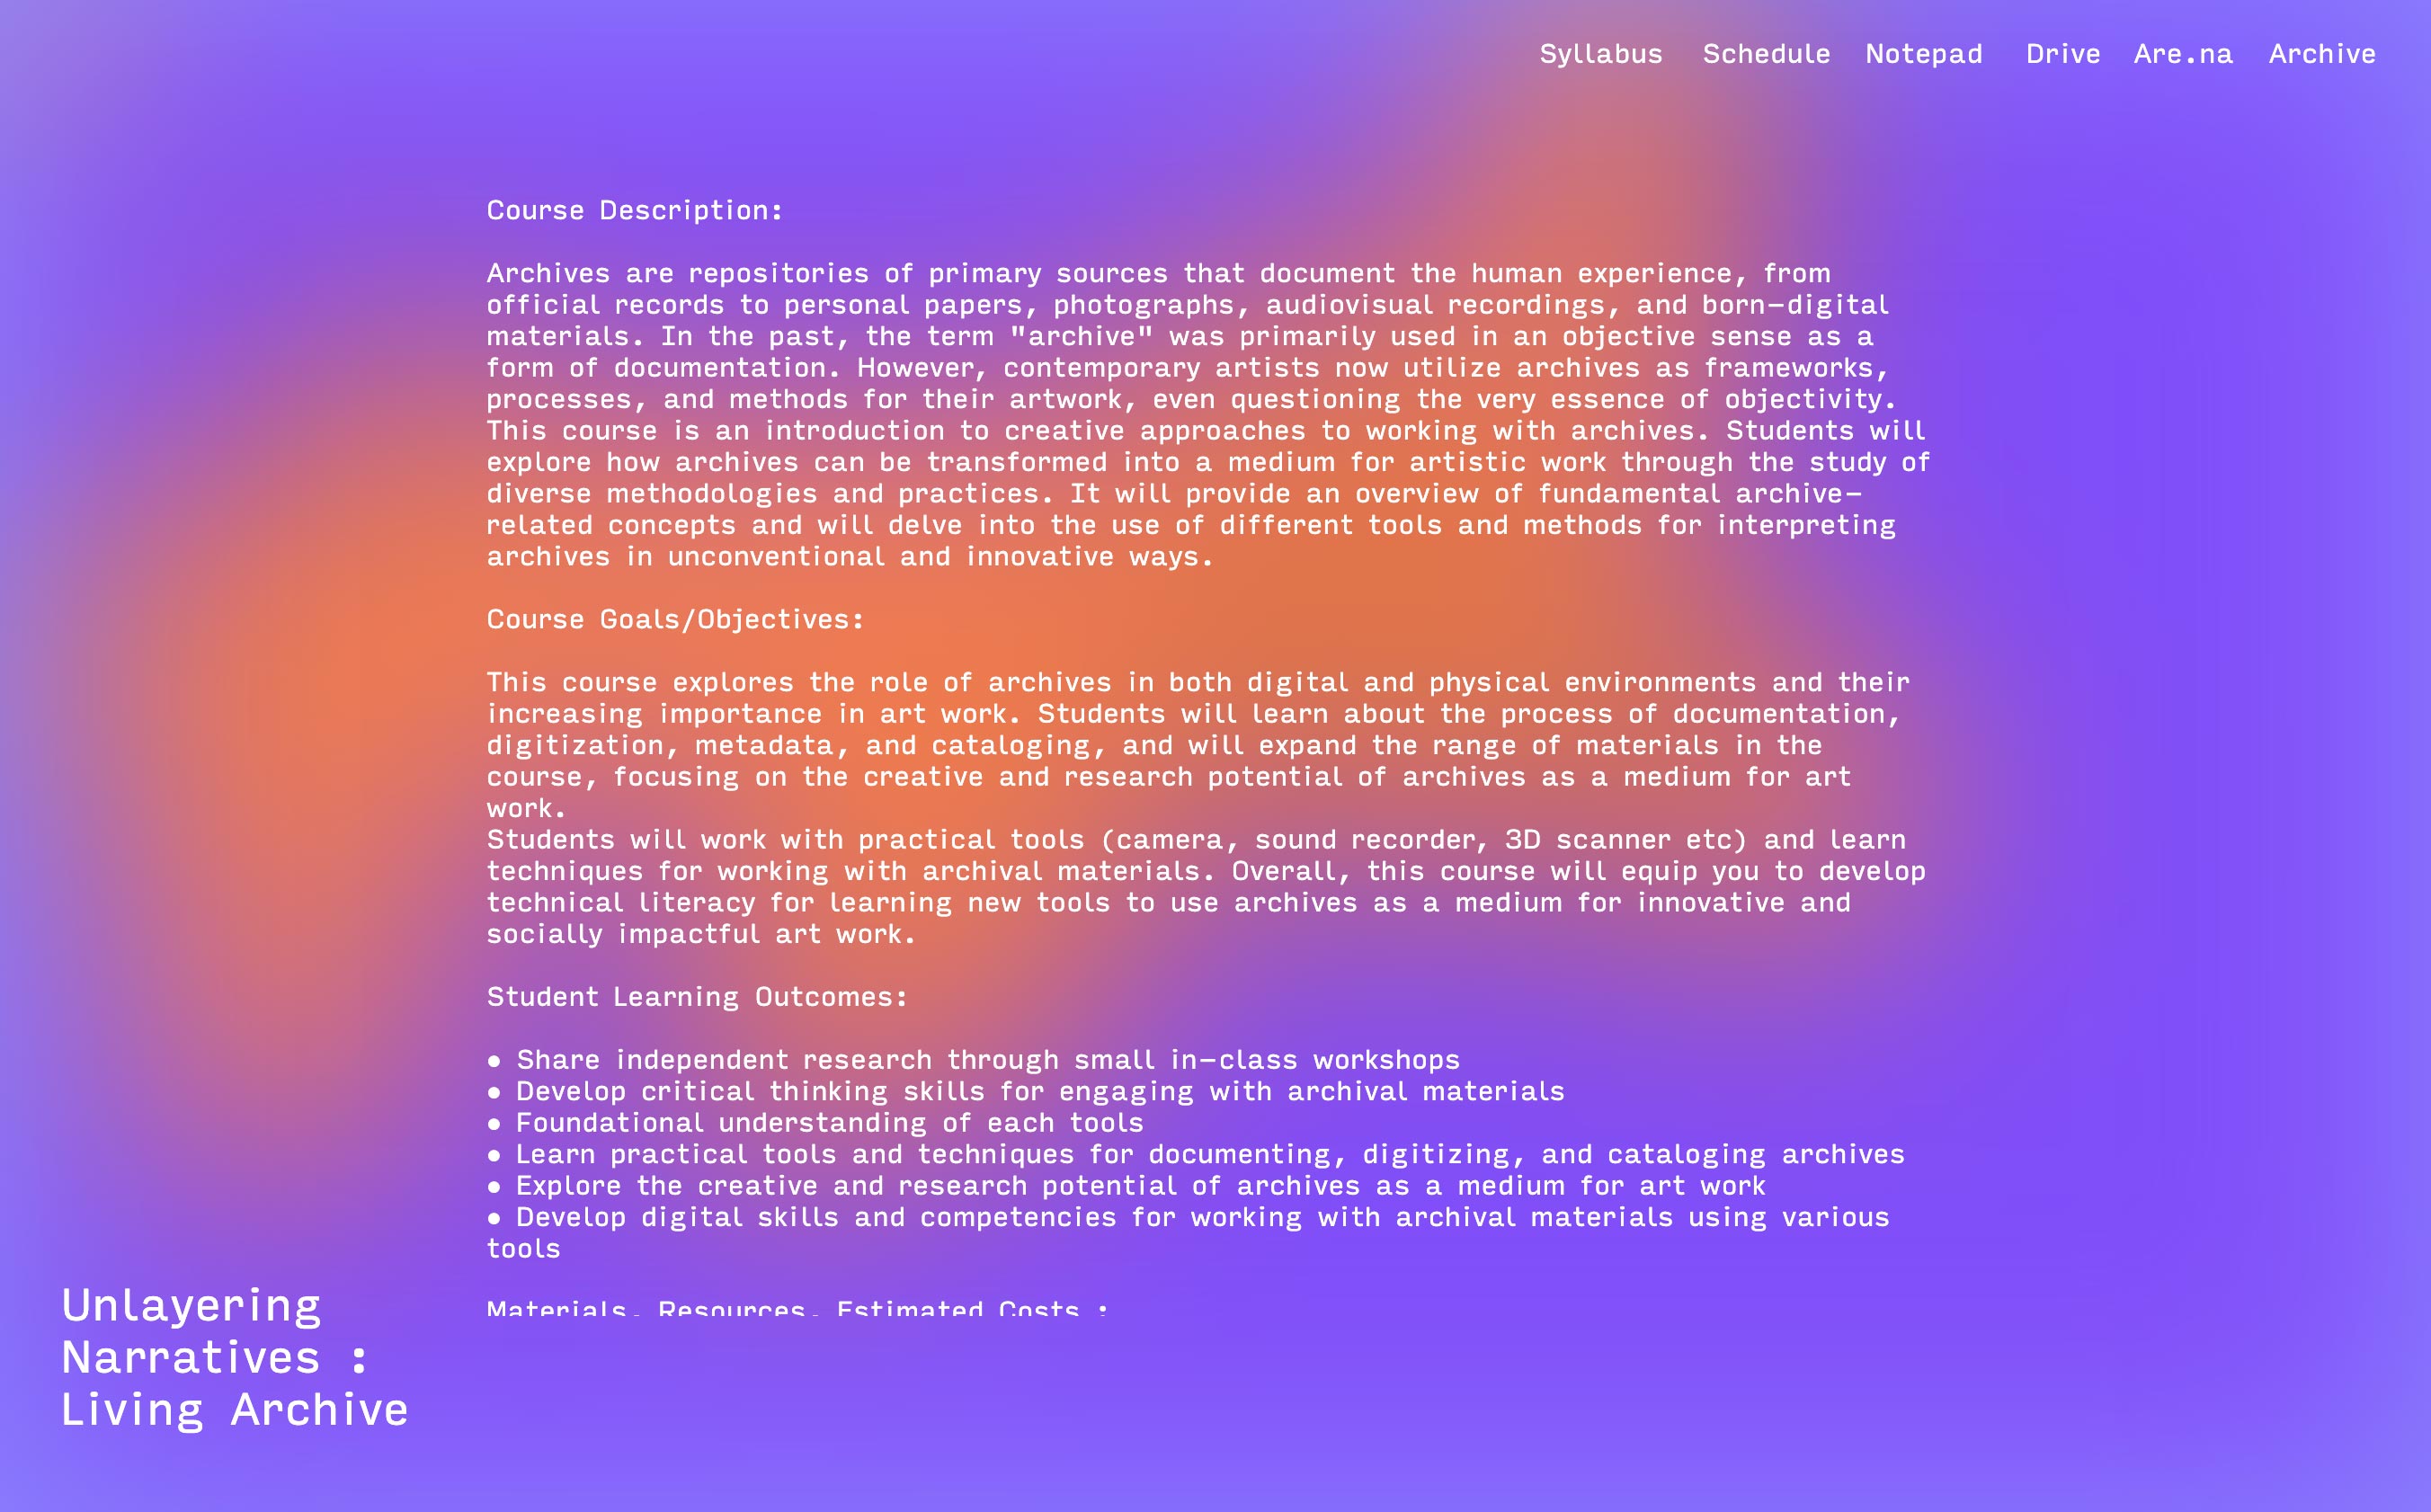 Syllabus Schedule Notepad Drive Are.na Archive
Course Description:
Archives are repositories of primary sources that document the human experience, from
official records to personal papers, photographs, audiovisual recordings, and born-digital
materials. In the past, the term "archive" was primarily used in an objective sense as a
form of documentation. However, contemporary artists now utilize archives as frameworks,
processes, and methods for their artwork, even questioning the very essence of objectivity.
This course is an introduction to creative approaches to working with archives. Students will
explore how archives can be transformed into a medium for artistic work through the study of
diverse methodologies and practices. It will provide an overview of fundamental archive-
related concepts and will delve into the use of different tools and methods for interpreting
archives in unconventional and innovative ways.
Course Goals/Objectives:
This course explores the role of archives in both digital and physical environments and their
increasing importance in art work. Students will learn about the process of documentation,
digitization, metadata, and cataloging, and will expand the range of materials in the
course, focusing on the creative and research potential of archives as a medium for art
work.
Students will work with practical tools (camera, sound recorder, 3D scanner etc) and learn
techniques for working with archival materials. Overall, this course will equip you to develop
technical literacy for learning new tools to use archives as a medium for innovative and
socially impactful art work.
Student Learning Outcomes:
● Share independent research through small in-class workshops
● Develop critical thinking skills for engaging with archival materials
● Foundational understanding of each tools
● Learn practical tools and techniques for documenting, digitizing, and cataloging archives
● Explore the creative and research potential of archives as a medium for art work
● Develop digital skills and competencies for working with archival materials using various
tools
Materials, Resources, Estimated Costs :
Unlayering
Narratives :
Living Archive